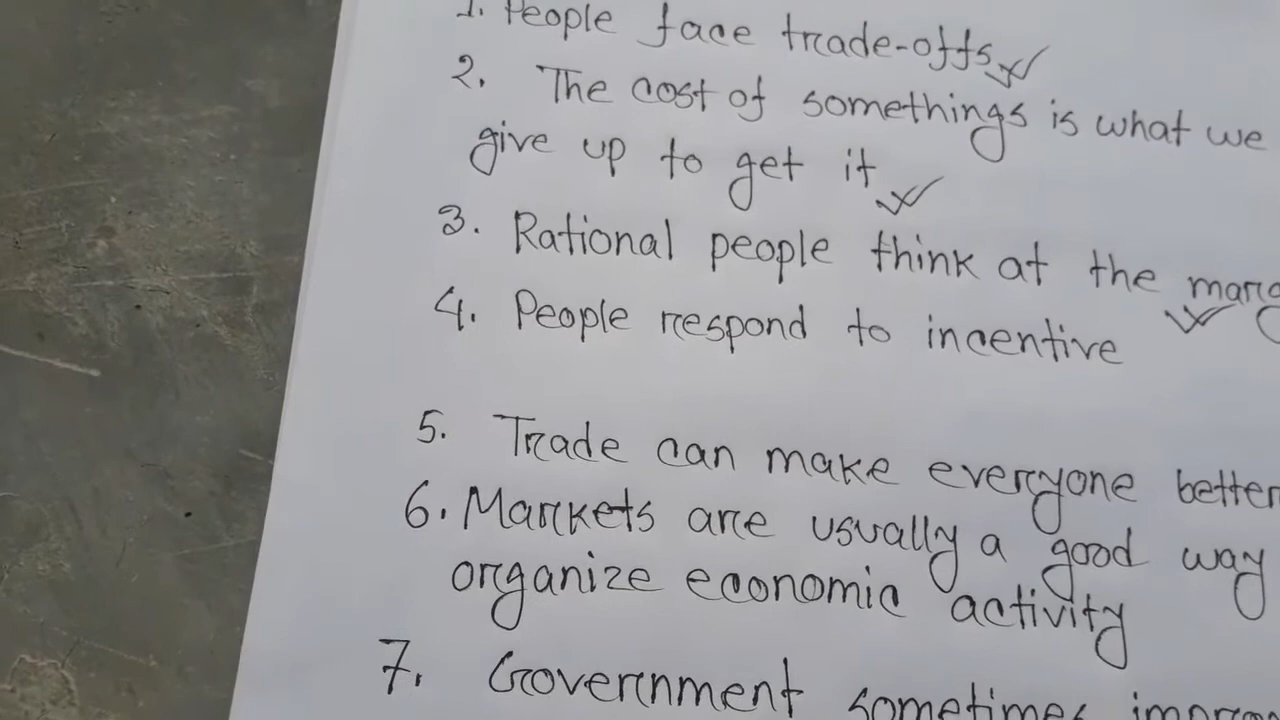 1. People face trade-offs
2. The cost of somethings is what we
give up to get it
3. Rational people think at the
4. People respond to incentive
5. Trade can make everyone better
6. Markets are usually a good way
organize economic activity
7. Government sometimes